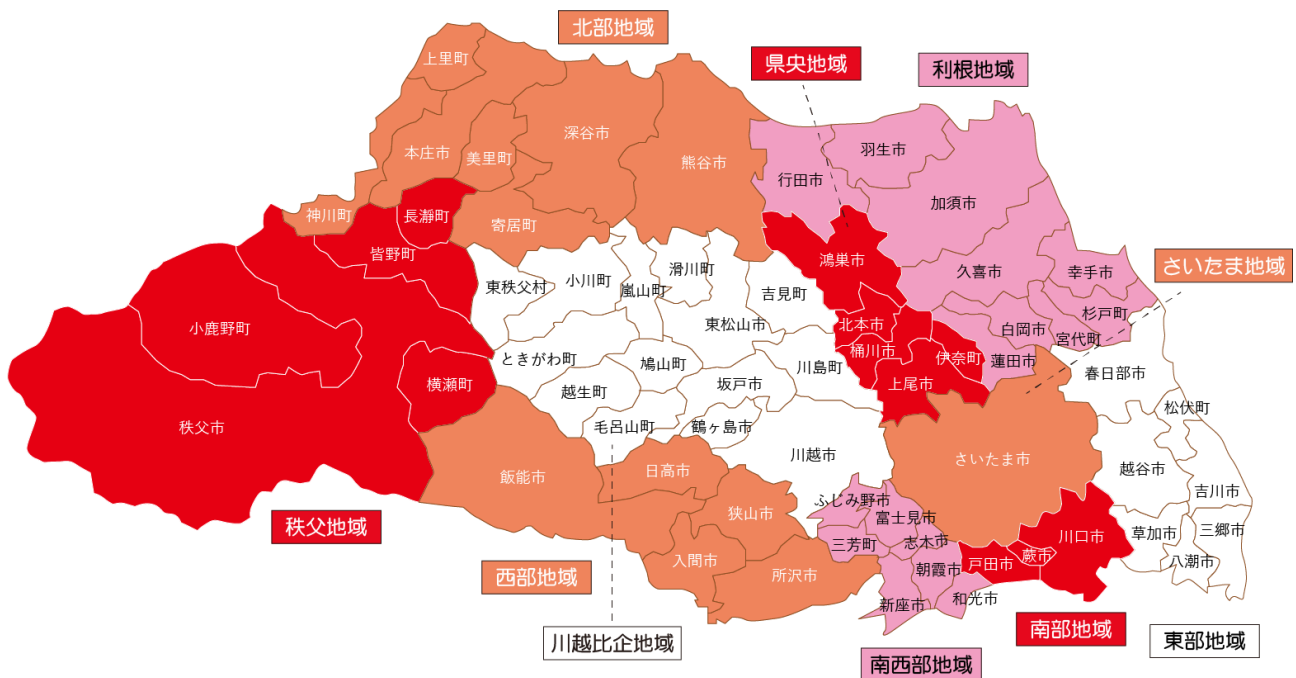 北部地域
県央地域
利根地域
上里町
本庄市
美里町
深谷市
熊谷市
神川町
長瀞町
寄居町
皆野町
行田市
羽生市
加須市
鴻巣市
久喜市
幸手市
さいたま地域
東秩父村
小川町
嵐山町
滑川町
吉見町
小鹿野町
東松山市
北本市
白岡市
杉戸町
宮代町
ときがわ町
鳩山町
川島町
桶川市
伊奈町
蓮田市
春日部市
横瀬町
越生町
坂戸市
上尾市
松伏町
秩父市
毛呂山町
鶴ヶ島市
川越市
さいたま市
越谷市
飯能市
日高市
ふじみ野市
吉川市
狭山市
富士見市
秩父地域
三芳町
志木市
川口市
草加市
三郷市
入間市
所沢市
朝霞市
戸田市
蕨市
八潮市
西部地域
新座市
和光市
川越比企地域
南西部地域
南部地域
東部地域